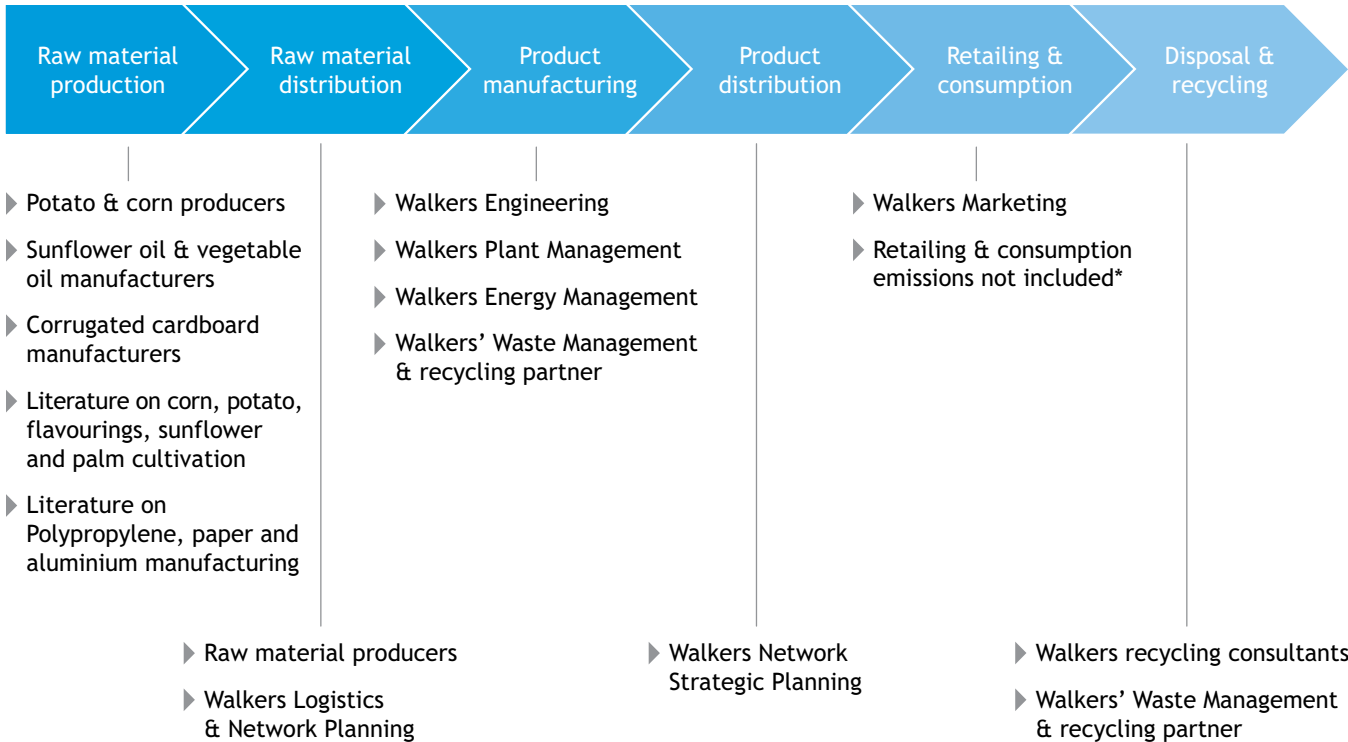 Raw material
production
Raw material
distribution
Product
manufacturing
Product
distribution
Retailing &
consumption
Disposal &
recycling
Potato & corn producers
Sunflower oil & vegetable
oil manufacturers
Corrugated cardboard
manufacturers
Literature on corn, potato,
flavourings, sunflower
and palm cultivation
Literature on
Polypropylene, paper and
aluminium manufacturing
Walkers Engineering
Walkers Plant Management
Walkers Energy Management
Walkers’ Waste Management
& recycling partner
Walkers Marketing
Retailing & consumption
emissions not included*
Raw material producers
Walkers Logistics
& Network Planning
Walkers Network
Strategic Planning
Walkers recycling consultants
Walkers’ Waste Management
& recycling partner